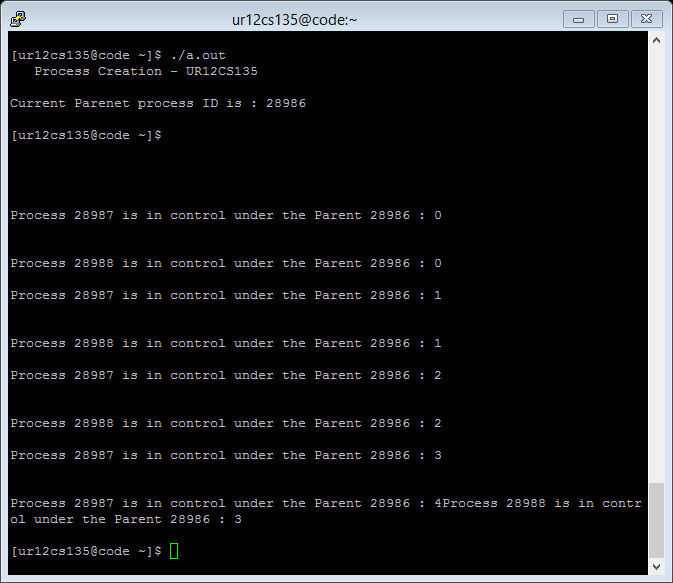 ur12cs135@code:~
[ur12cs135@code ~]$ ./a.out
   Process Creation - UR12CS135
Current Parenet process ID is : 28986
[ur12cs135@code ~]$
Process 28987 is in control under the Parent 28986 : 0
Process 28988 is in control under the Parent 28986 : 0
Process 28987 is in control under the Parent 28986 : 1
Process 28988 is in control under the Parent 28986 : 1
Process 28987 is in control under the Parent 28986 : 2
Process 28988 is in control under the Parent 28986 : 2
Process 28987 is in control under the Parent 28986 : 3
Process 28987 is in control under the Parent 28986 : 4Process 28988 is in contr
ol under the Parent 28986 : 3
[ur12cs135@code ~]$